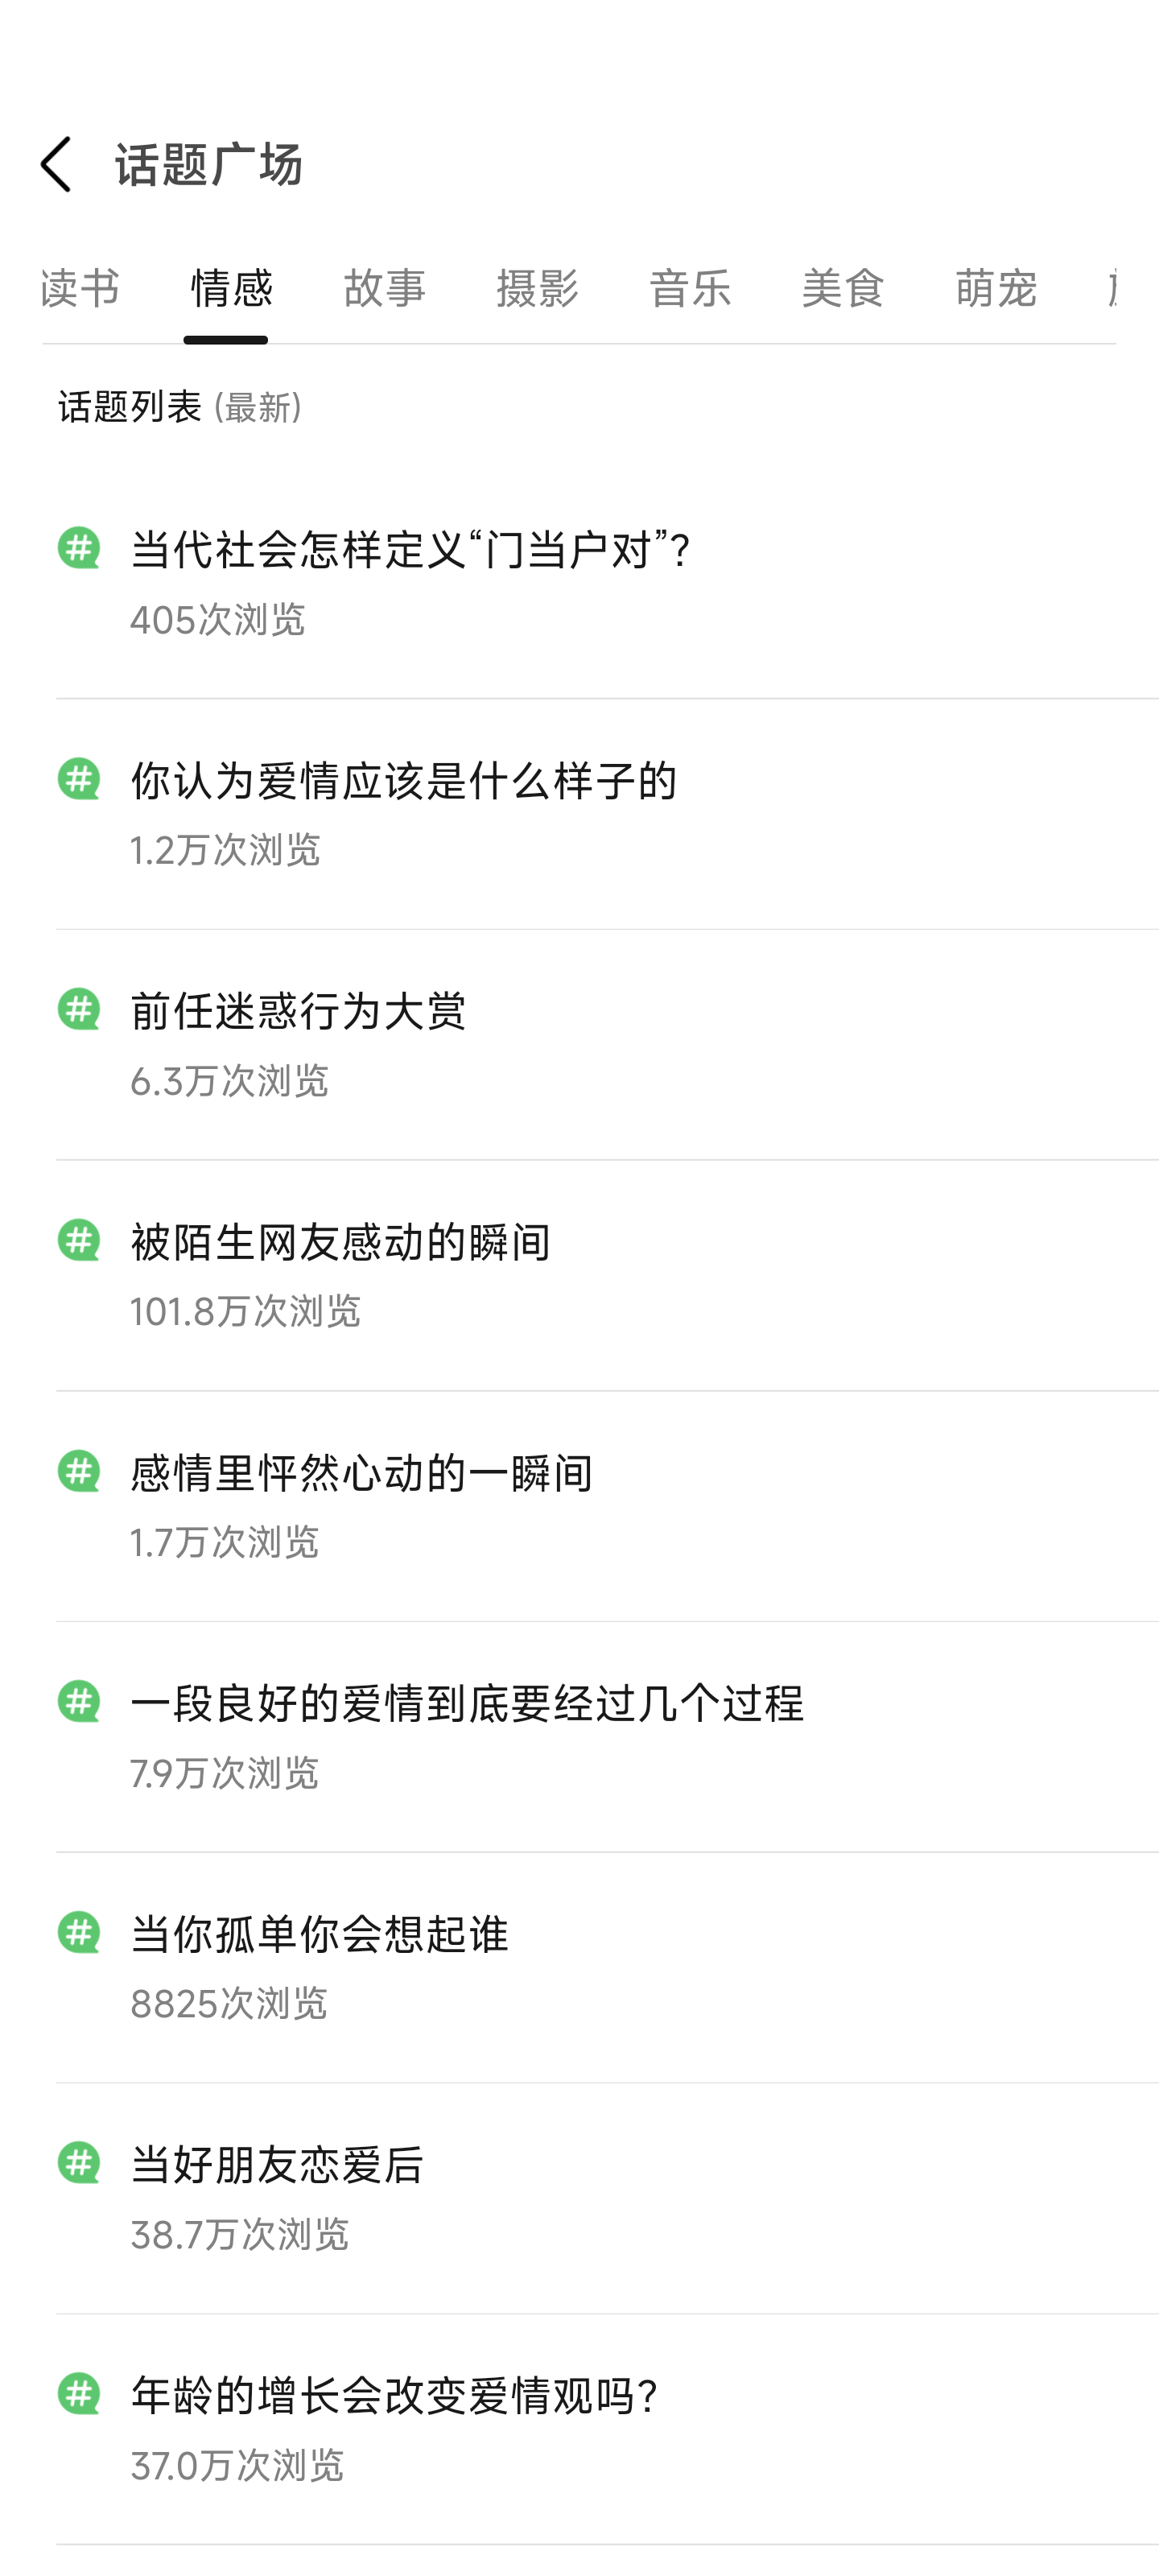 话题广场
读书 情感 故事 摄影 音乐 美食 萌宠
话题列表 (最新)
当代社会怎样定义“门当户对”?
405次浏览
你认为爱情应该是什么样子的
1.2万次浏览
前任迷惑行为大赏
6.3万次浏览
被陌生网友感动的瞬间
101.8万次浏览
感情里怦然心动的一瞬间
1.7万次浏览
一段良好的爱情到底要经过几个过程
7.9万次浏览
当你孤单你会想起谁
8825次浏览
当好朋友恋爱后
38.7万次浏览
年龄的增长会改变爱情观吗?
37.0万次浏览